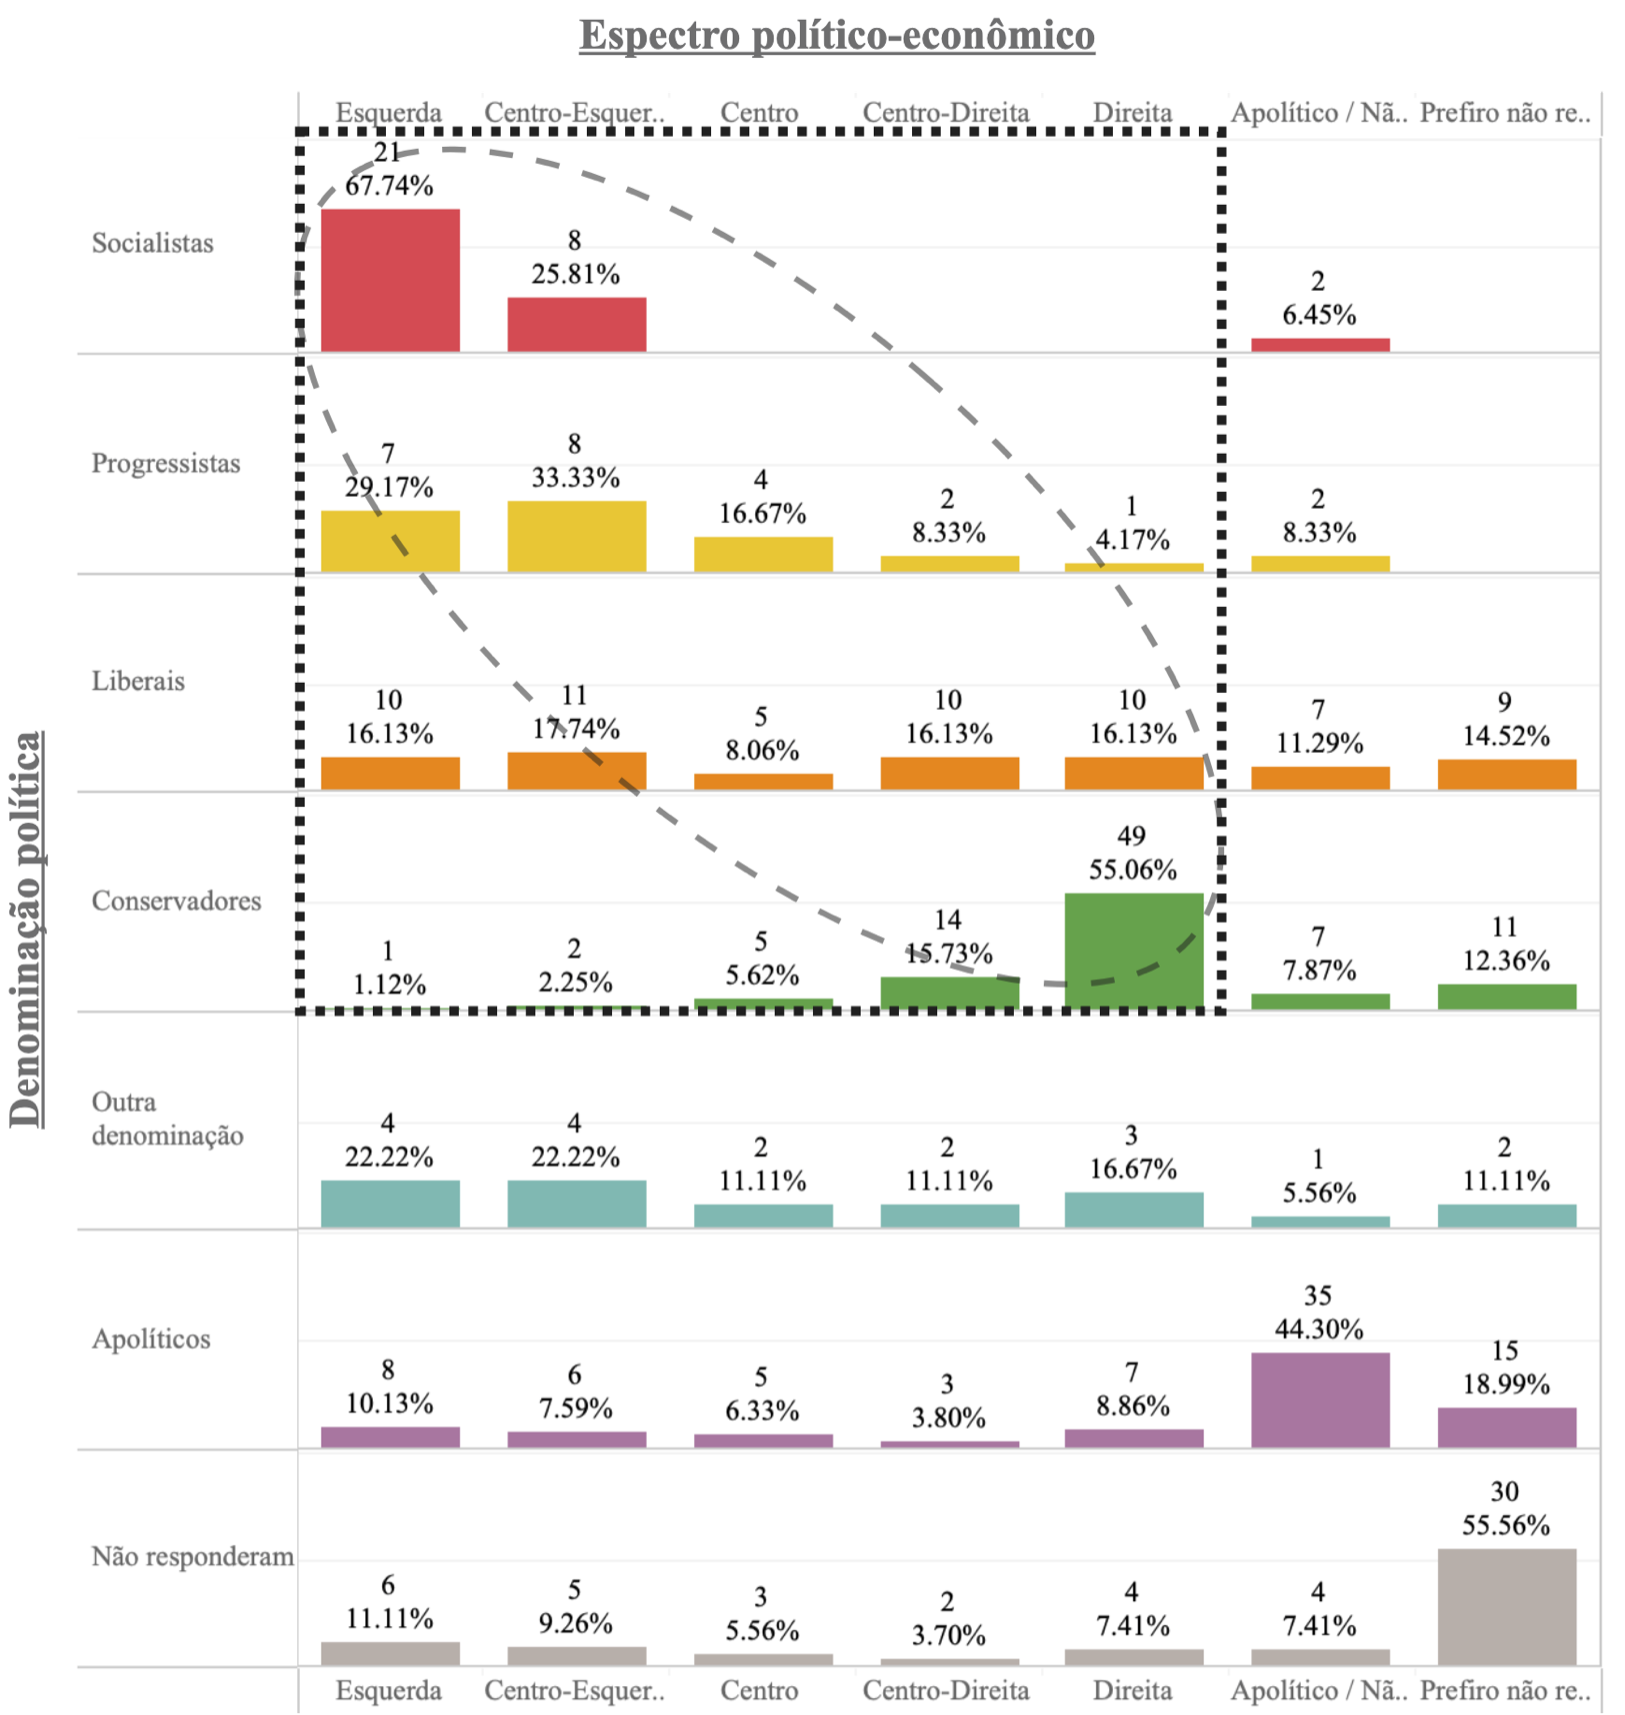 Espectro político-econômico
Esquerda Centro-Esquer.. Centro Centro-Direita Direita Apolítico / Nã.. Prefiro não re..
Denominação política
Socialistas
21 8 2
67.74% 25.81% 6.45%
Progressistas
7 8 4 2 1 2
29.17% 33.33% 16.67% 8.33% 4.17% 8.33%
Liberais
10 11 5 10 10 7 9
16.13% 17.74% 8.06% 16.13% 16.13% 11.29% 14.52%
Conservadores
1 2 5 14 49 7 11
1.12% 2.25% 5.62% 15.73% 55.06% 7.87% 12.36%
Outra
denominação
4 4 2 2 3 1 2
22.22% 22.22% 11.11% 11.11% 16.67% 5.56% 11.11%
Apolíticos
8 6 5 3 7 35 15
10.13% 7.59% 6.33% 3.80% 8.86% 44.30% 18.99%
Não responderam
6 5 3 2 4 4 30
11.11% 9.26% 5.56% 3.70% 7.41% 7.41% 55.56%
Esquerda Centro-Esquer.. Centro Centro-Direita Direita Apolítico / Nã.. Prefiro não re..